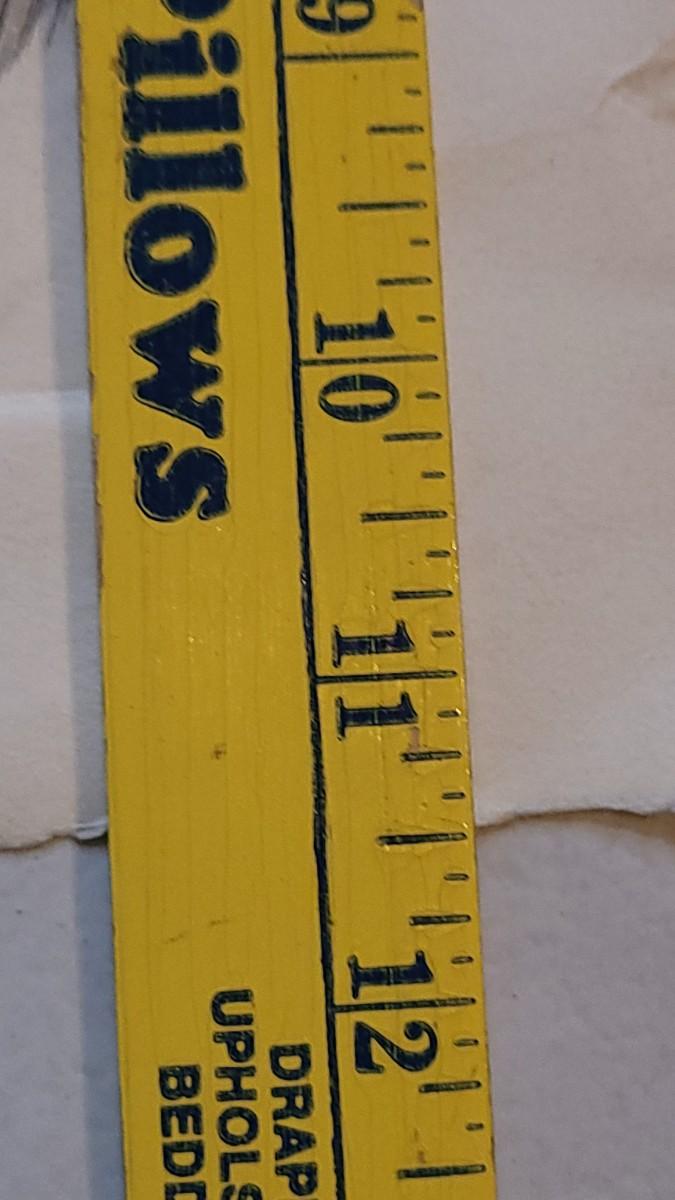 9 10 11 12
pillows
DRAP
UPHOLS
BEDD